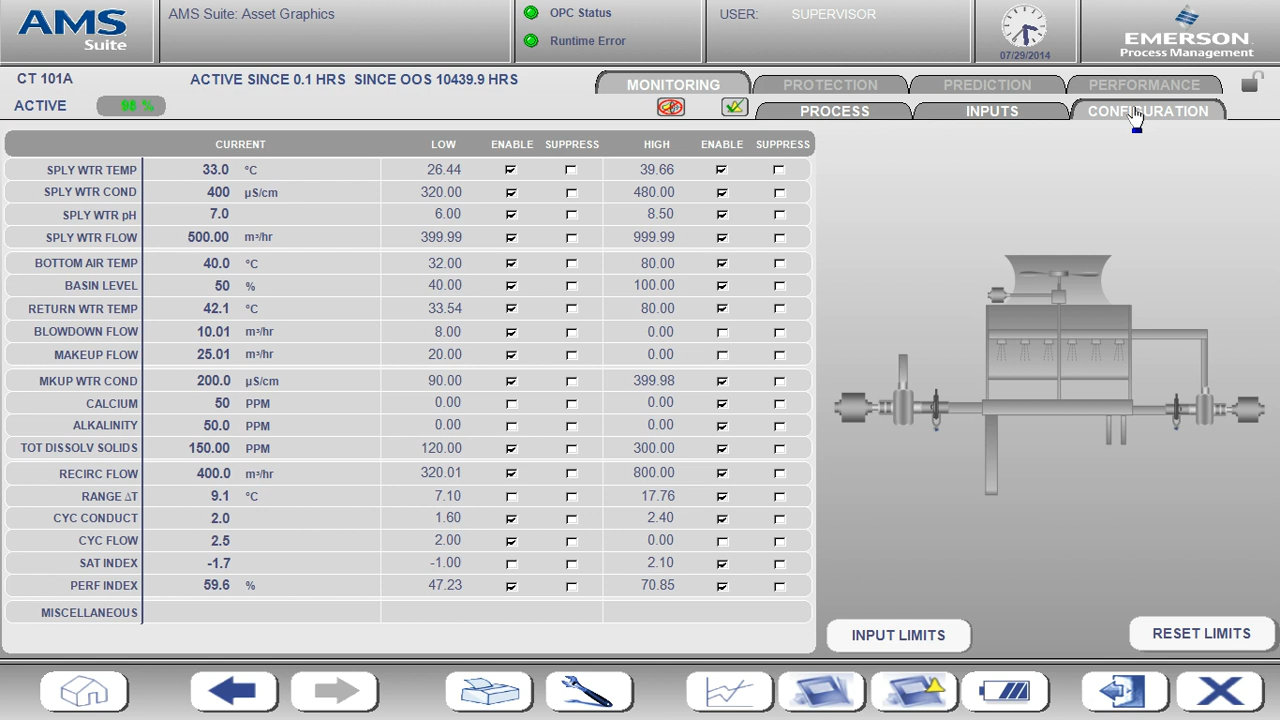 AMS Suite
AMS Suite: Asset Graphics
OPC Status
Runtime Error
USER: SUPERVISOR
07/29/2014
EMERSON
Process Management
CT 101A
ACTIVE SINCE 0.1 HRS SINCE OOS 10439.9 HRS
ACTIVE 98 %
MONITORING PROTECTION PREDICTION PERFORMANCE
PROCESS INPUTS CONFIGURATION
CURRENT LOW ENABLE SUPPRESS HIGH ENABLE SUPPRESS
SPLY WTR TEMP 33.0 °C 26.44 39.66
SPLY WTR COND 400 µS/cm 320.00 480.00
SPLY WTR pH 7.0 6.00 8.50
SPLY WTR FLOW 500.00 m³/hr 399.99 999.99
BOTTOM AIR TEMP 40.0 °C 32.00 80.00
BASIN LEVEL 50 % 40.00 100.00
RETURN WTR TEMP 42.1 °C 33.54 80.00
BLOWDOWN FLOW 10.01 m³/hr 8.00 0.00
MAKEUP FLOW 25.01 m³/hr 20.00 0.00
MKUP WTR COND 200.0 µS/cm 90.00 399.98
CALCIUM 50 PPM 0.00 0.00
ALKALINITY 50.0 PPM 0.00 0.00
TOT DISSOLV SOLIDS 150.00 PPM 120.00 300.00
RECIRC FLOW 400.0 m³/hr 320.01 800.00
RANGE ΔT 9.1 °C 7.10 17.76
CYC CONDUCT 2.0 1.60 2.40
CYC FLOW 2.5 2.00 0.00
SAT INDEX -1.7 -1.00 2.10
PERF INDEX 59.6 % 47.23 70.85
MISCELLANEOUS
INPUT LIMITS
RESET LIMITS